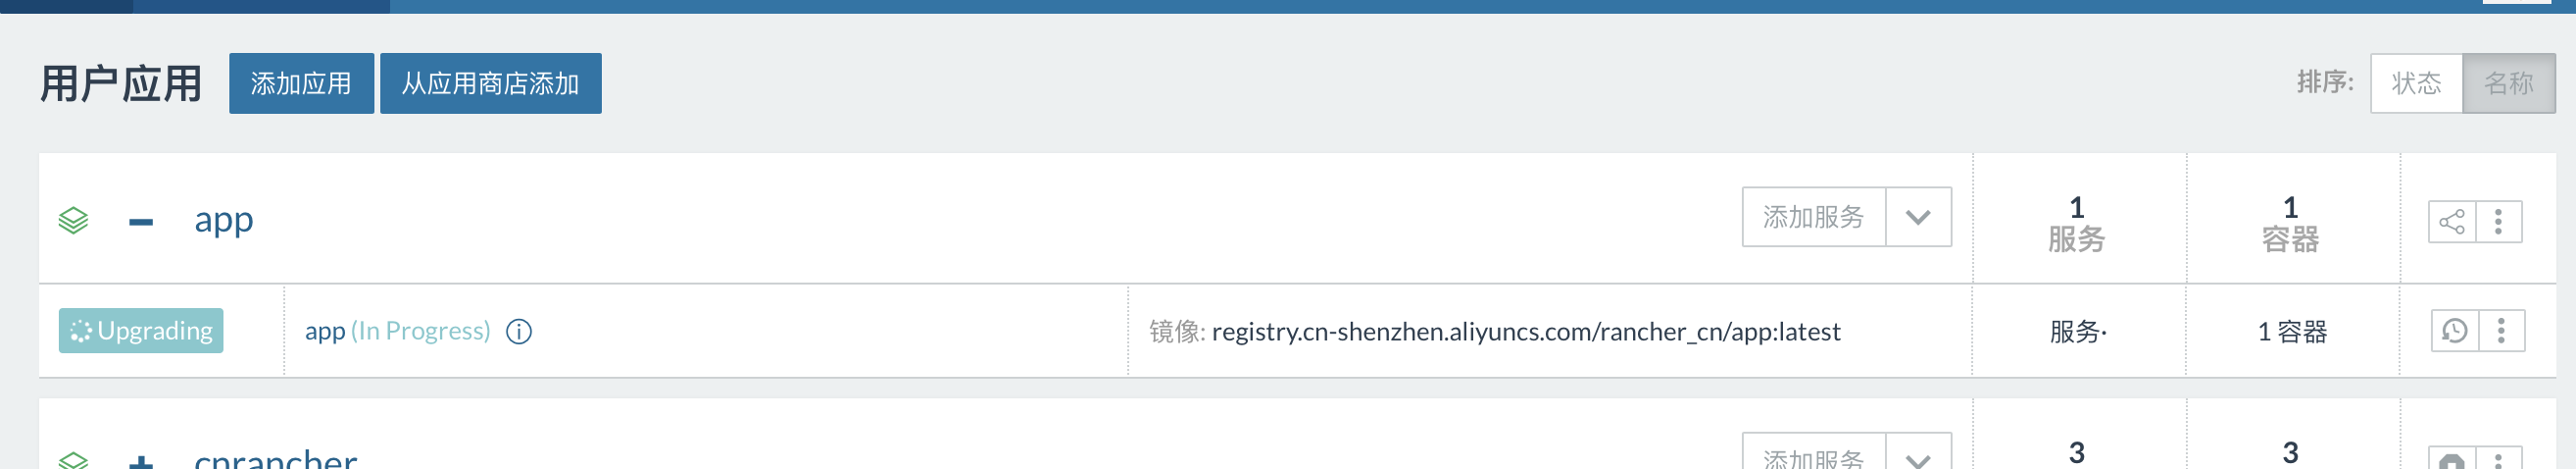 用户应用 添加应用 从应用商店添加 排序: 状态 名称
app 添加服务 1 服务 1 容器
Upgrading app (In Progress) 镜像: registry.cn-shenzhen.aliyuncs.com/rancher_cn/app:latest 服务· 1 容器
cnrancher 添加服务 3 3